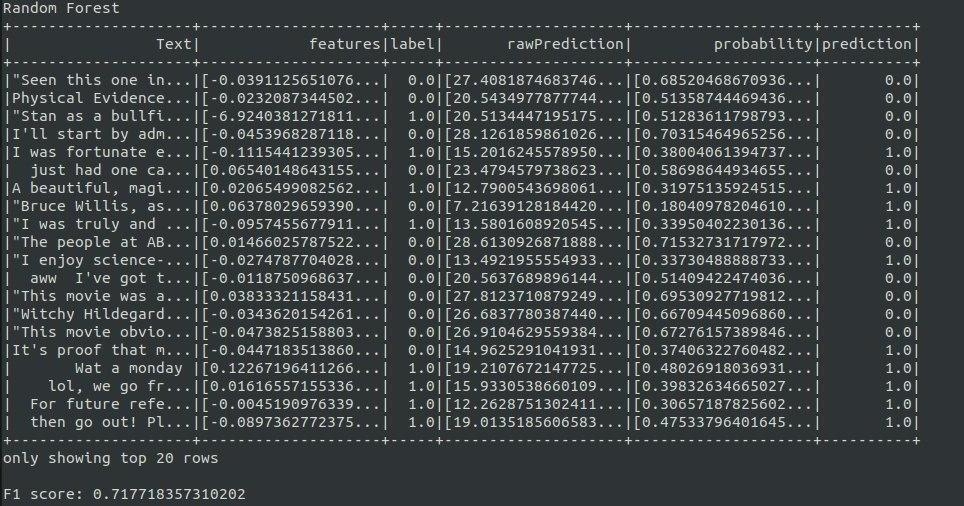 Random Forest
+--------------------+--------------------+-----+--------------------+--------------------+----------+
|                Text|            features|label|       rawPrediction|         probability|prediction|
+--------------------+--------------------+-----+--------------------+--------------------+----------+
|"Seen this one in...|[-0.0391125651076...|  0.0|[27.4081874683746...|[0.68520468670936...|       0.0|
|Physical Evidence...|[-0.0232087344502...|  0.0|[20.5434977877744...|[0.51358744469436...|       0.0|
|"Stan as a bullfi...|[-6.9240381271811...|  1.0|[20.5134447195175...|[0.51283611798793...|       0.0|
|I'll start by adm...|[-0.0453968287118...|  0.0|[28.1261859861026...|[0.70315464965256...|       0.0|
|I was fortunate e...|[-0.1115441239305...|  1.0|[15.2016245578950...|[0.38004061394737...|       1.0|
|  just had one ca...|[0.06540148643155...|  0.0|[23.4794579738623...|[0.58698644934655...|       0.0|
|A beautiful, magi...|[0.02065499082562...|  1.0|[12.7900543698061...|[0.31975135924515...|       1.0|
|"Bruce Willis, as...|[0.06378029659390...|  0.0|[7.21639128184420...|[0.18040978204610...|       1.0|
|"I was truly and ...|[-0.0957455677911...|  1.0|[13.5801608920545...|[0.33950402230136...|       1.0|
|"The people at AB...|[0.01466025787522...|  0.0|[28.6130926871888...|[0.71532731717972...|       0.0|
|"I enjoy science-...|[-0.0274787704028...|  0.0|[13.4921955554933...|[0.33730488888733...|       1.0|
|  aww  I've got t...|[-0.0118750968637...|  0.0|[20.5637689896144...|[0.51409422474036...|       0.0|
|"This movie was a...|[0.03833321158431...|  0.0|[27.8123710879249...|[0.69530927719812...|       0.0|
|"Witchy Hildegard...|[-0.0343620154261...|  0.0|[26.6837780387440...|[0.66709445096860...|       0.0|
|"This movie obvio...|[-0.0473825158803...|  0.0|[26.9104629559384...|[0.67276157389846...|       0.0|
|It's proof that m...|[-0.0447183513860...|  0.0|[14.9625291041931...|[0.37406322760482...|       1.0|
|       Wat a monday |[0.12267196411266...|  1.0|[19.2107672147725...|[0.48026918036931...|       1.0|
|    lol, we go fr...|[0.01616557155336...|  1.0|[15.9330538660109...|[0.39832634665027...|       1.0|
|  For future refe...|[-0.0045190976339...|  1.0|[12.2628751302411...|[0.30657187825602...|       1.0|
|  then go out! Pl...|[-0.0897362772375...|  1.0|[19.0135185606583...|[0.47533796401645...|       1.0|
+--------------------+--------------------+-----+--------------------+--------------------+----------+
only showing top 20 rows
F1 score: 0.717718357310202